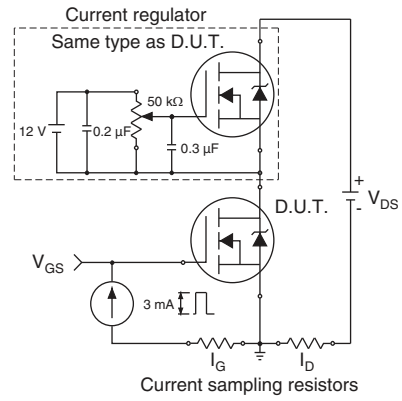 Current regulator
Same type as D.U.T.
50 kΩ
12 V
0.2 µF
0.3 µF
+
V_DS
-
D.U.T.
V_GS
3 mA
I_G
I_D
Current sampling resistors